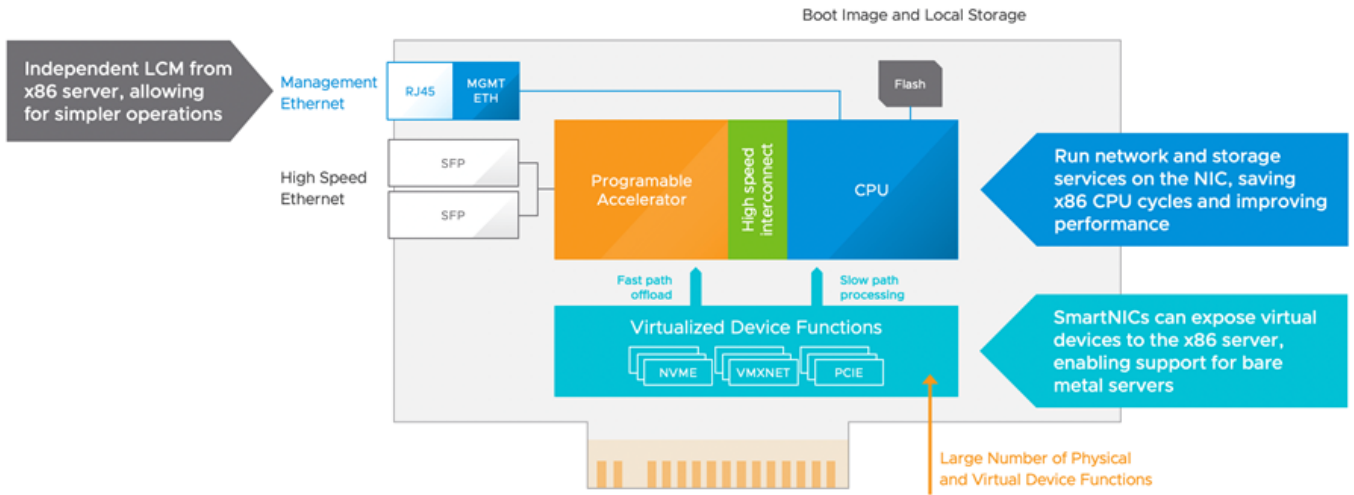 Boot Image and Local Storage
Independent LCM from
x86 server, allowing
for simpler operations
Management
Ethernet
RJ45
MGMT
ETH
Flash
High Speed
Ethernet
SFP
SFP
Programable
Accelerator
High speed
interconnect
CPU
Run network and storage
services on the NIC, saving
x86 CPU cycles and improving
performance
Fast path
offload
Slow path
processing
Virtualized Device Functions
NVME
VMXNET
PCIE
SmartNICs can expose virtual
devices to the x86 server,
enabling support for bare
metal servers
Large Number of Physical
and Virtual Device Functions